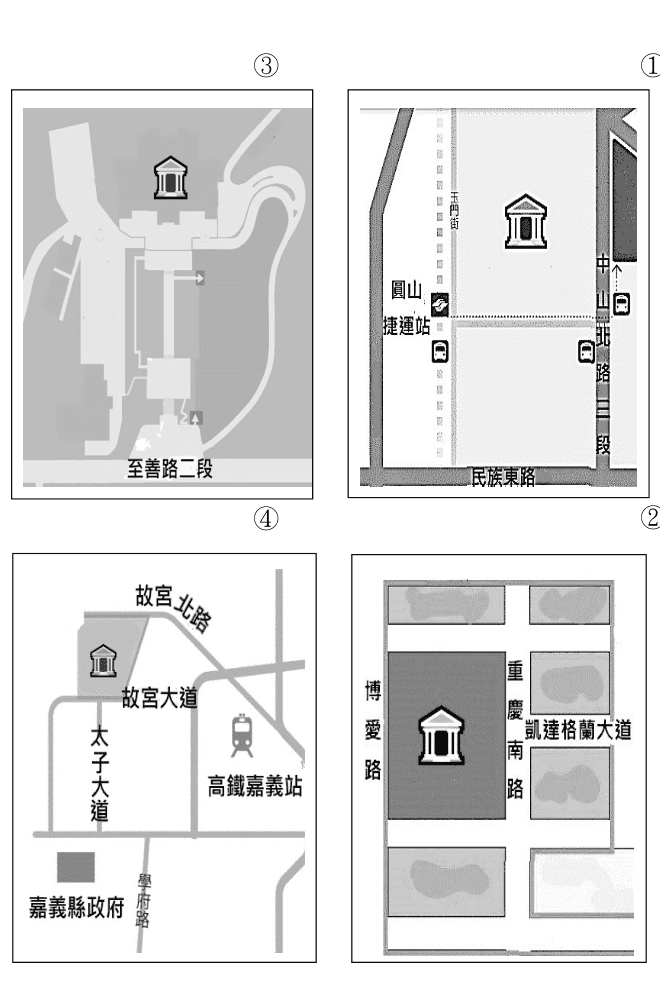 ③
①
至善路二段
玉門街
圓山
捷運站
中山北路三段
民族東路
④
②
故宮北路
故宮大道
太子大道
高鐵嘉義站
嘉義縣政府
學府路
博愛路
重慶南路
凱達格蘭大道